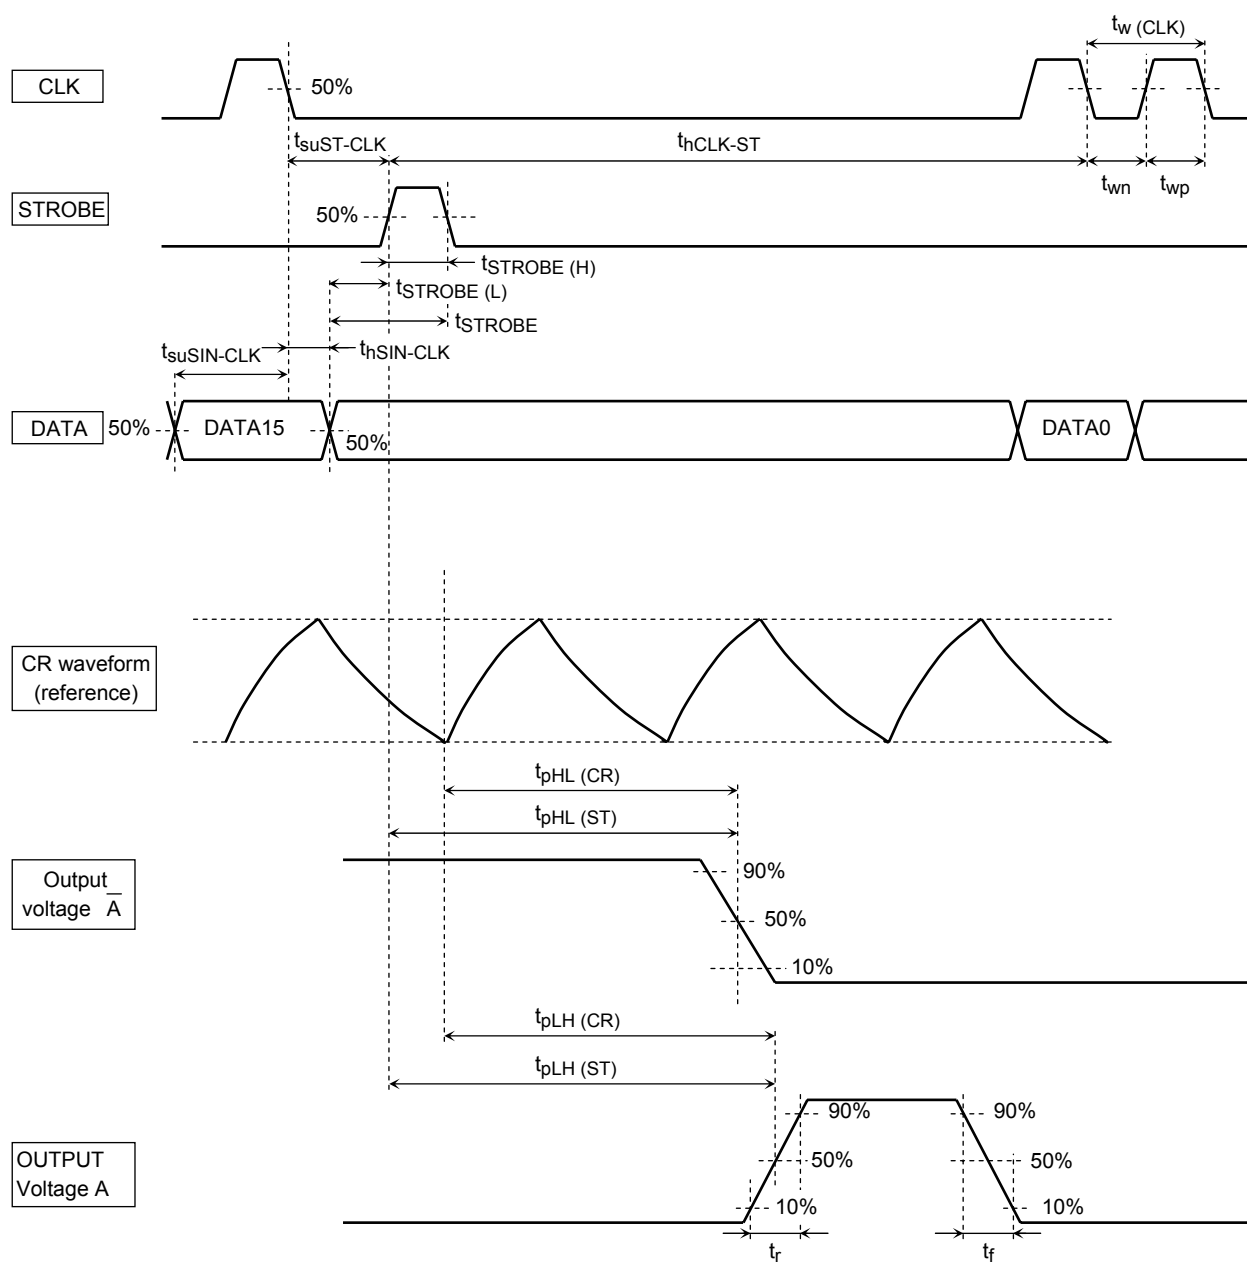 tw (CLK)
CLK
50%
tsuST-CLK
thCLK-ST
twn
twp
STROBE
50%
tSTROBE (H)
tSTROBE (L)
tSTROBE
tsuSIN-CLK
thSIN-CLK
DATA
50%
DATA15
50%
DATA0
CR waveform
(reference)
tpHL (CR)
tpHL (ST)
Output
voltage A̅
90%
50%
10%
tpLH (CR)
tpLH (ST)
OUTPUT
Voltage A
90%
50%
10%
90%
50%
10%
tr
tf